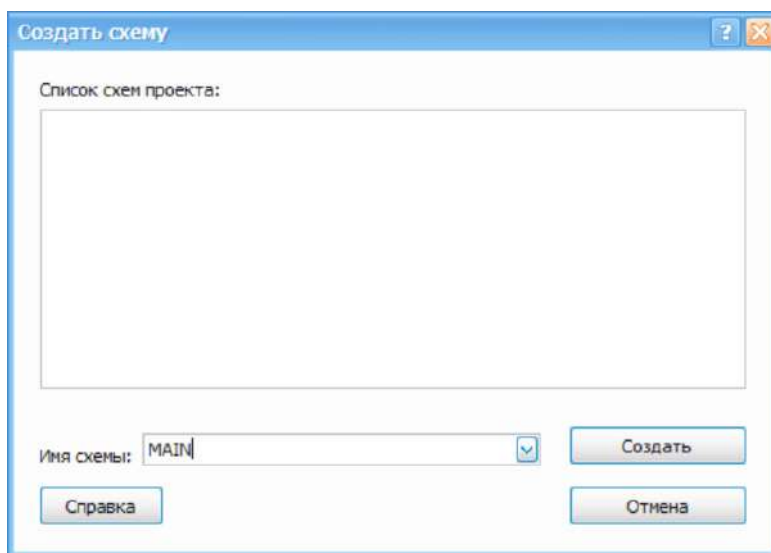 Создать схему
?
Список схем проекта:
Имя схемы: MAIN Создать
Справка Отмена